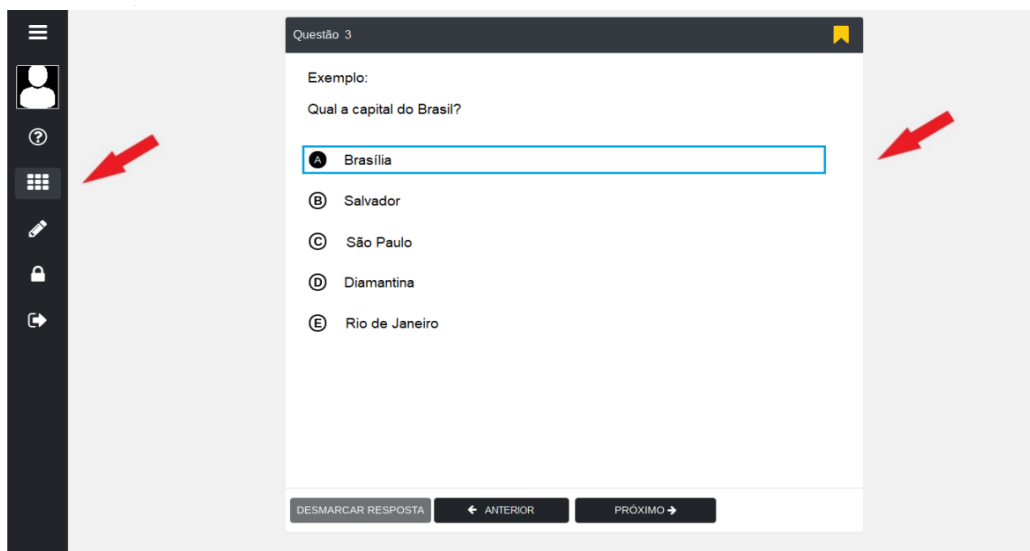 Questão 3
Exemplo:
Qual a capital do Brasil?
A Brasília
B Salvador
C São Paulo
D Diamantina
E Rio de Janeiro
DESMARCAR RESPOSTA ANTERIOR PRÓXIMO